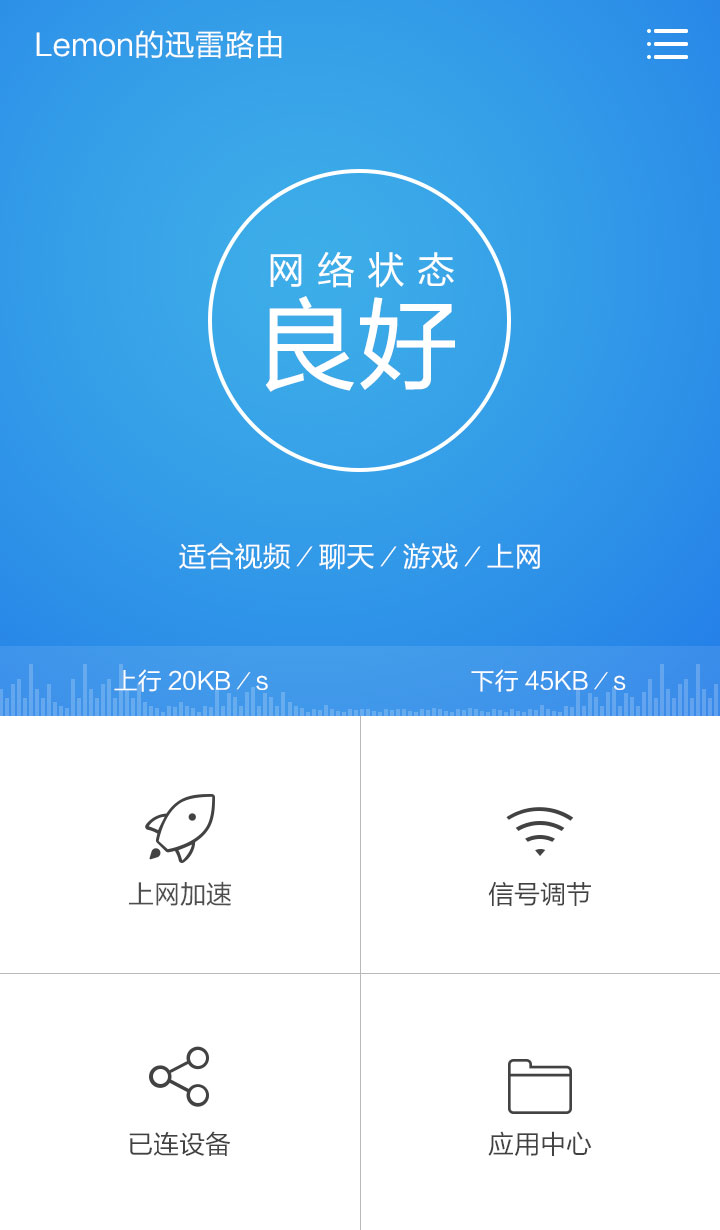 Lemon的迅雷路由
网络状态
良好
适合视频/聊天/游戏/上网
上行 20KB/s 下行 45KB/s
上网加速 信号调节
已连设备 应用中心